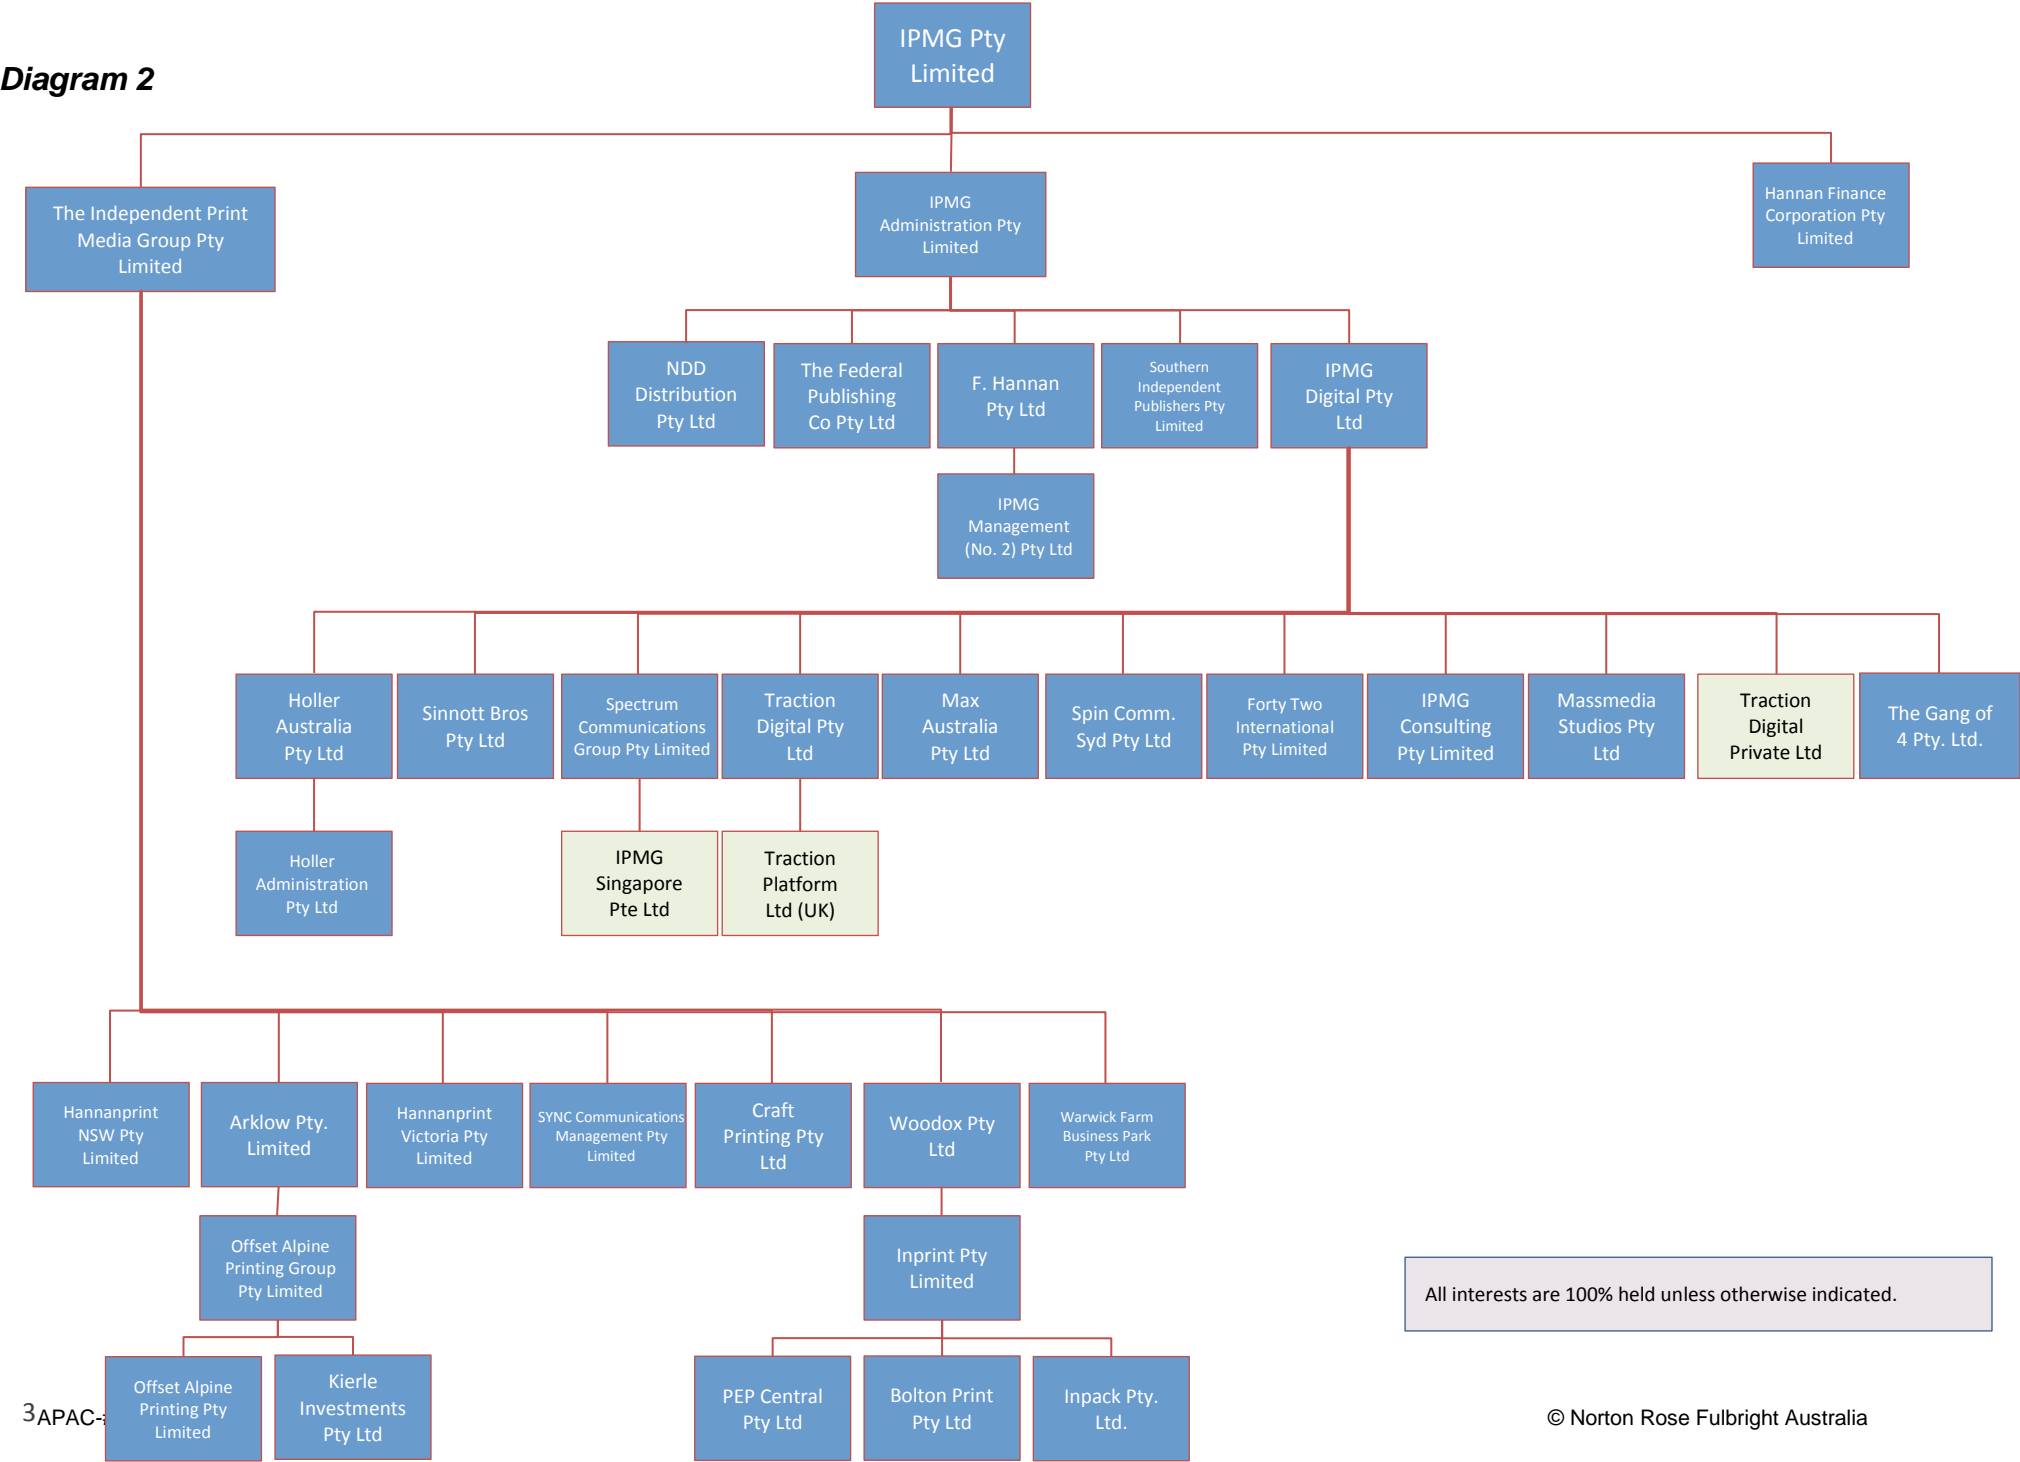 IPMG Pty
Limited
Diagram 2
The Independent Print
Media Group Pty
Limited
IPMG
Administration Pty
Limited
Hannan Finance
Corporation Pty
Limited
NDD
Distribution
Pty Ltd
The Federal
Publishing
Co Pty Ltd
F. Hannan
Pty Ltd
Southern
Independent
Publishers Pty
Limited
IPMG
Digital Pty
Ltd
IPMG
Management
(No. 2) Pty Ltd
Holler
Australia
Pty Ltd
Sinnott Bros
Pty Ltd
Spectrum
Communications
Group Pty Limited
Traction
Digital Pty
Ltd
Max
Australia
Pty Ltd
Spin Comm.
Syd Pty Ltd
Forty Two
International
Pty Limited
IPMG
Consulting
Pty Limited
Massmedia
Studios Pty
Ltd
Traction
Digital
Private Ltd
The Gang of
4 Pty. Ltd.
Holler
Administration
Pty Ltd
IPMG
Singapore
Pte Ltd
Traction
Platform
Ltd (UK)
Hannanprint
NSW Pty
Limited
Arklow Pty.
Limited
Hannanprint
Victoria Pty
Limited
SYNC Communications
Management Pty
Limited
Craft
Printing Pty
Ltd
Woodox Pty
Ltd
Warwick Farm
Business Park
Pty Ltd
Offset Alpine
Printing Group
Pty Limited
Inprint Pty
Limited
All interests are 100% held unless otherwise indicated.
Offset Alpine
Printing Pty
Limited
Kierle
Investments
Pty Ltd
PEP Central
Pty Ltd
Bolton Print
Pty Ltd
Inpack Pty.
Ltd.
3 APAC-
© Norton Rose Fulbright Australia